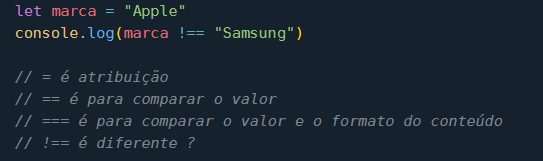 let marca = "Apple"
console.log(marca !== "Samsung")
// = é atribuição
// == é para comparar o valor
// === é para comparar o valor e o formato do conteúdo
// !== é diferente ?